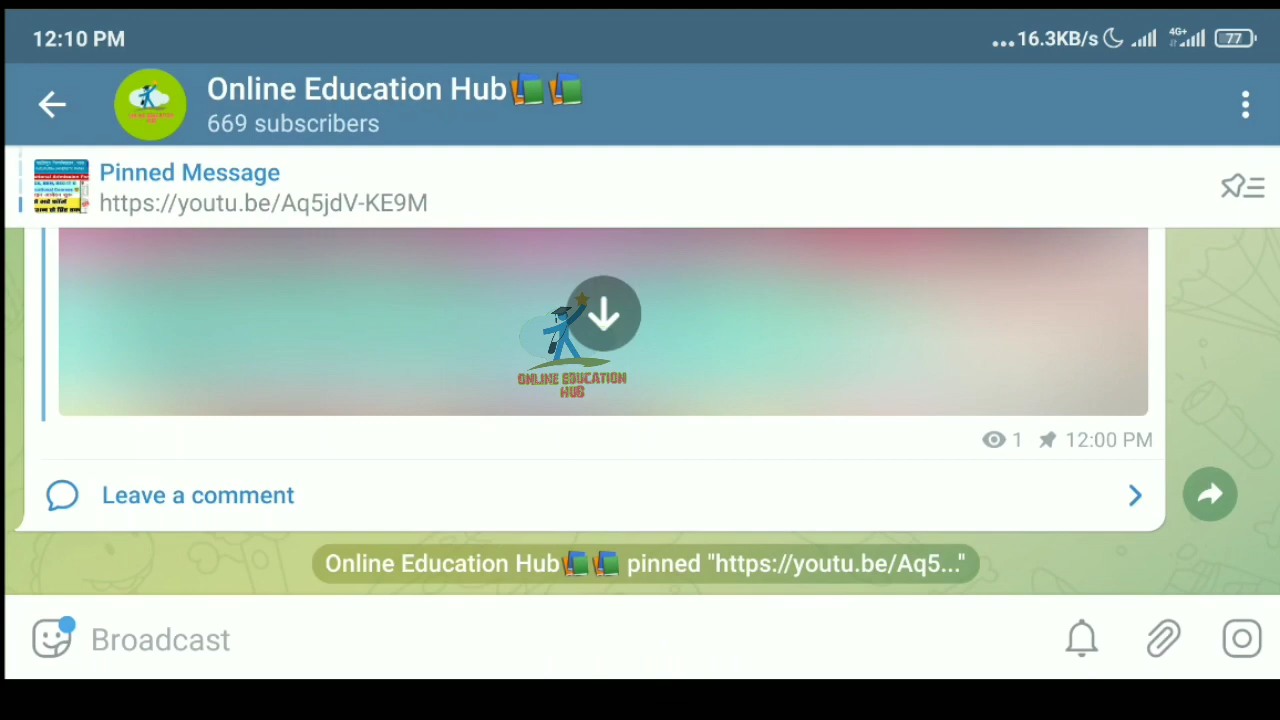 12:10 PM
...16.3KB/s 4G+ 77
Online Education Hub📚📚
669 subscribers
Pinned Message
https://youtu.be/Aq5jdV-KE9M
ONLINE EDUCATION
HUB
1 12:00 PM
Leave a comment
Online Education Hub📚📚 pinned "https://youtu.be/Aq5..."
Broadcast